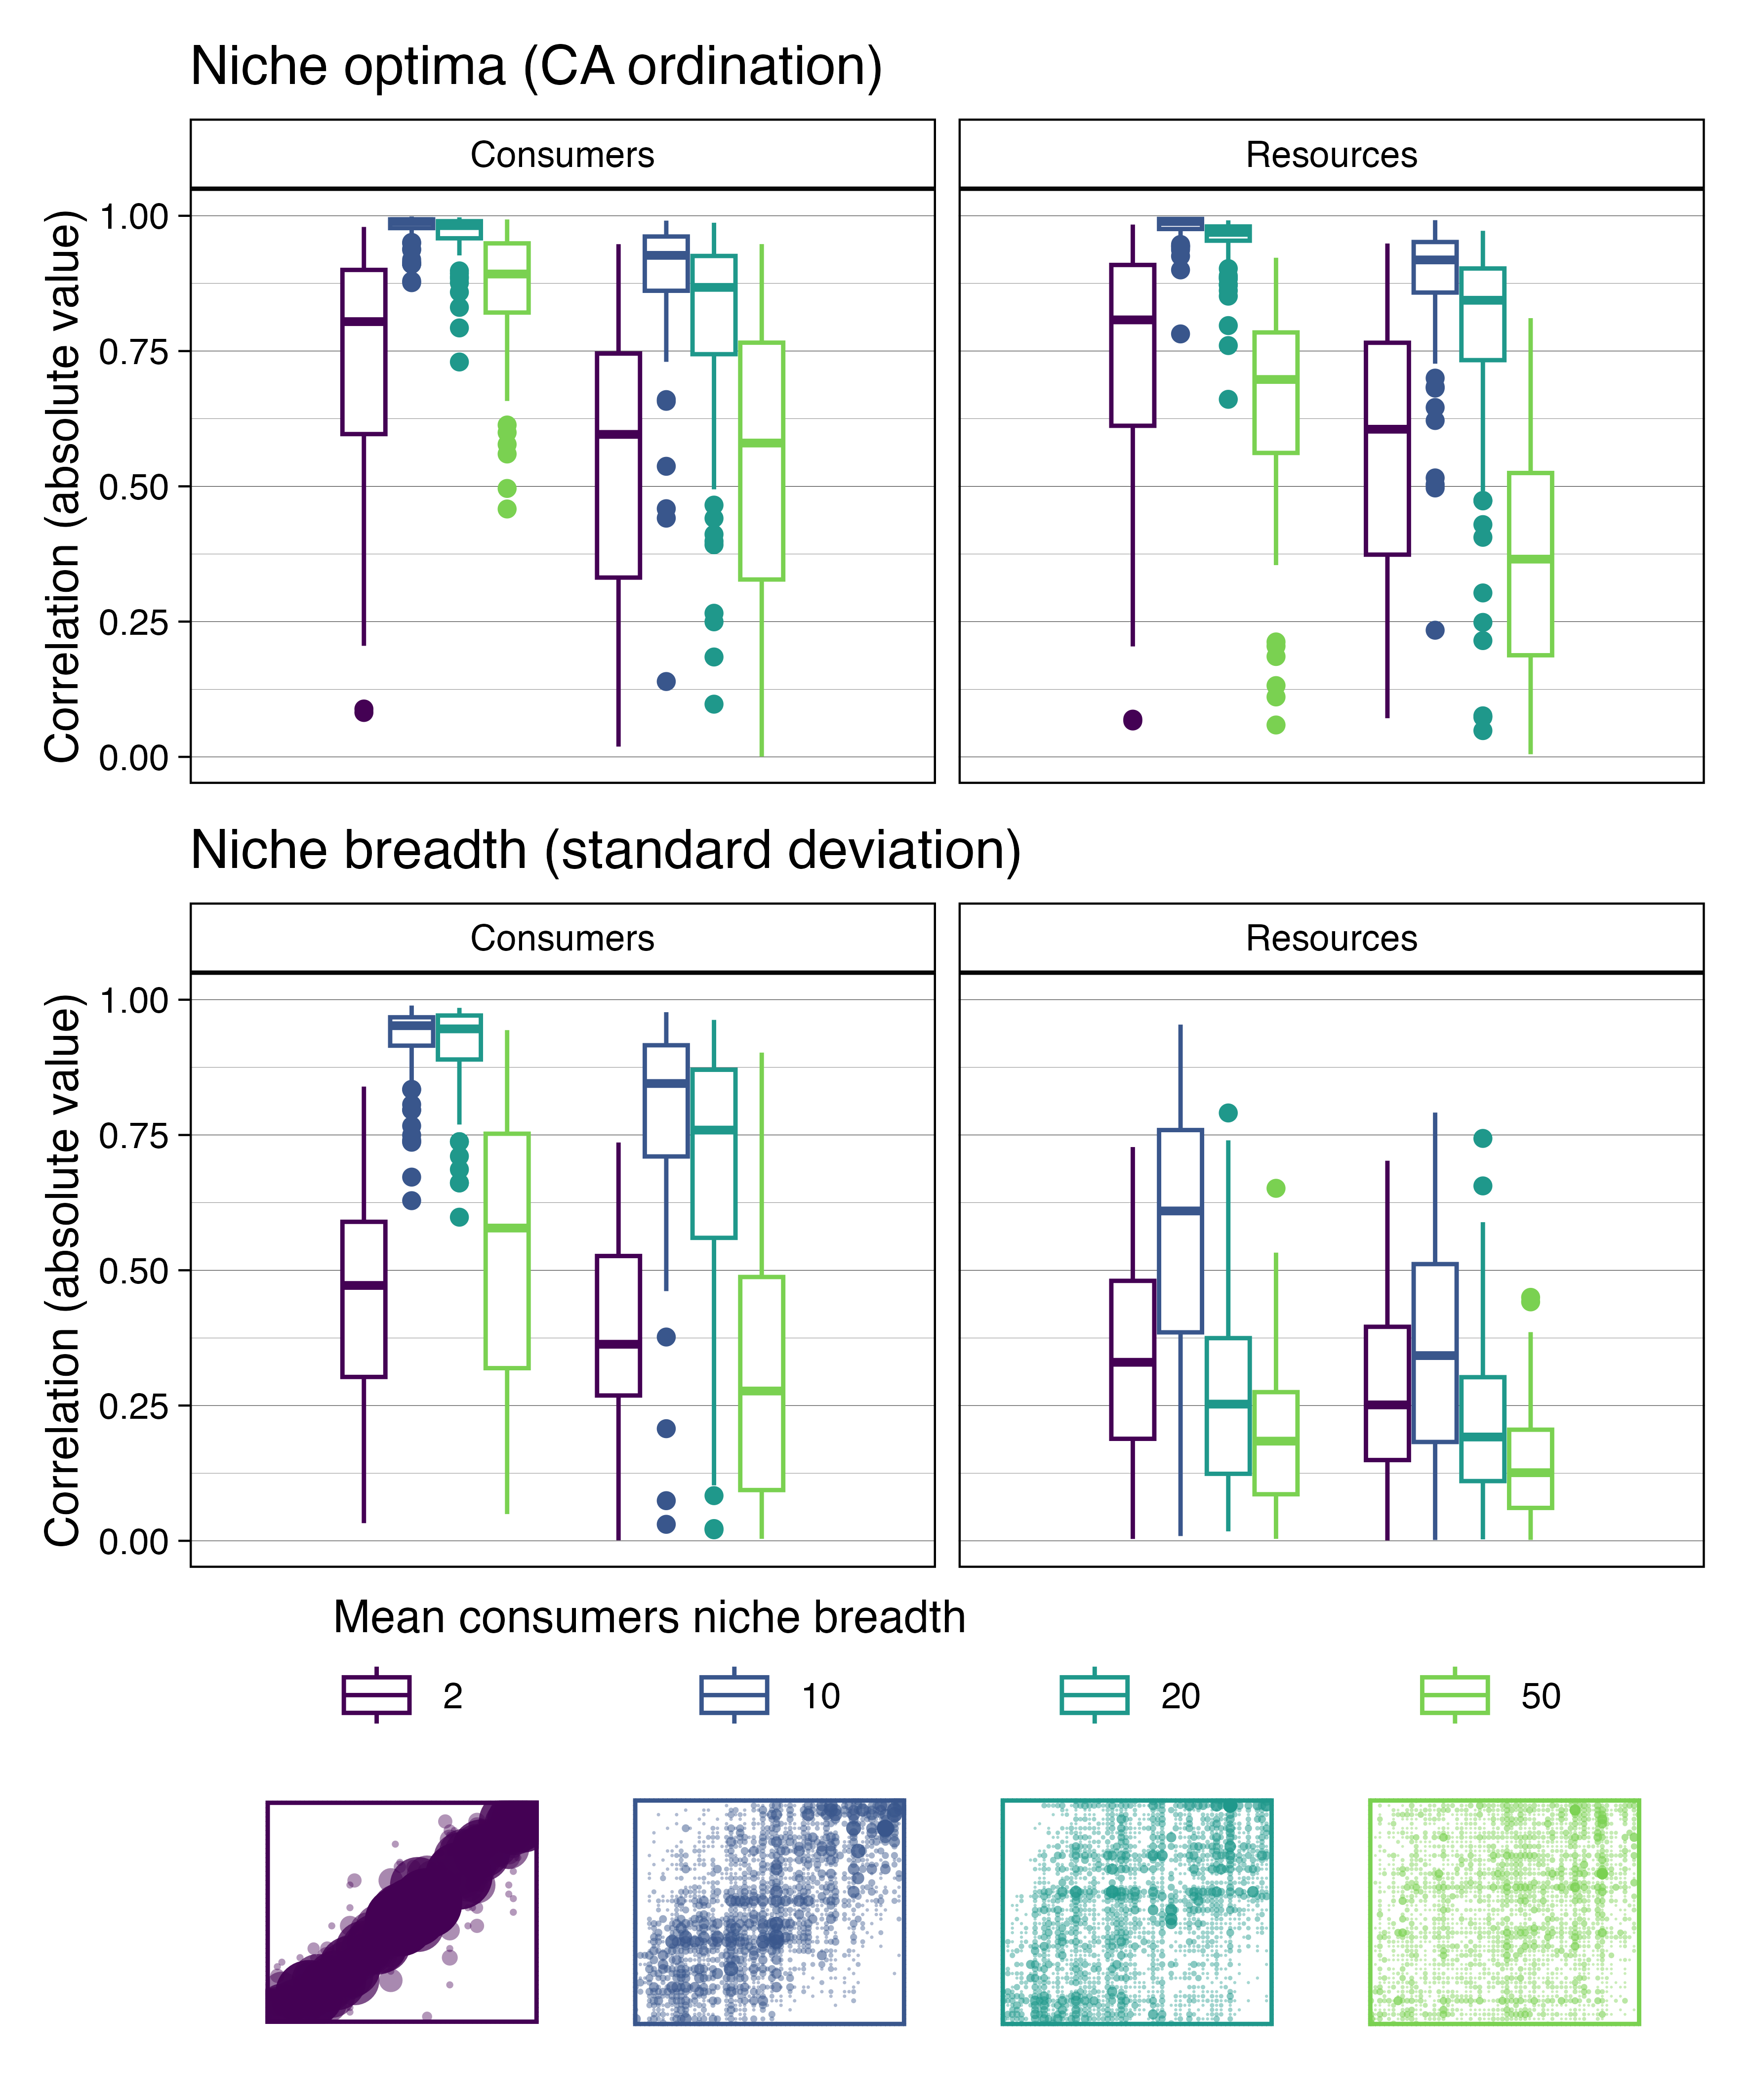 Niche optima (CA ordination)
Consumers
Resources
Correlation (absolute value)
1.00
0.75
0.50
0.25
0.00
Niche breadth (standard deviation)
Consumers
Resources
Correlation (absolute value)
1.00
0.75
0.50
0.25
0.00
Mean consumers niche breadth
2
10
20
50